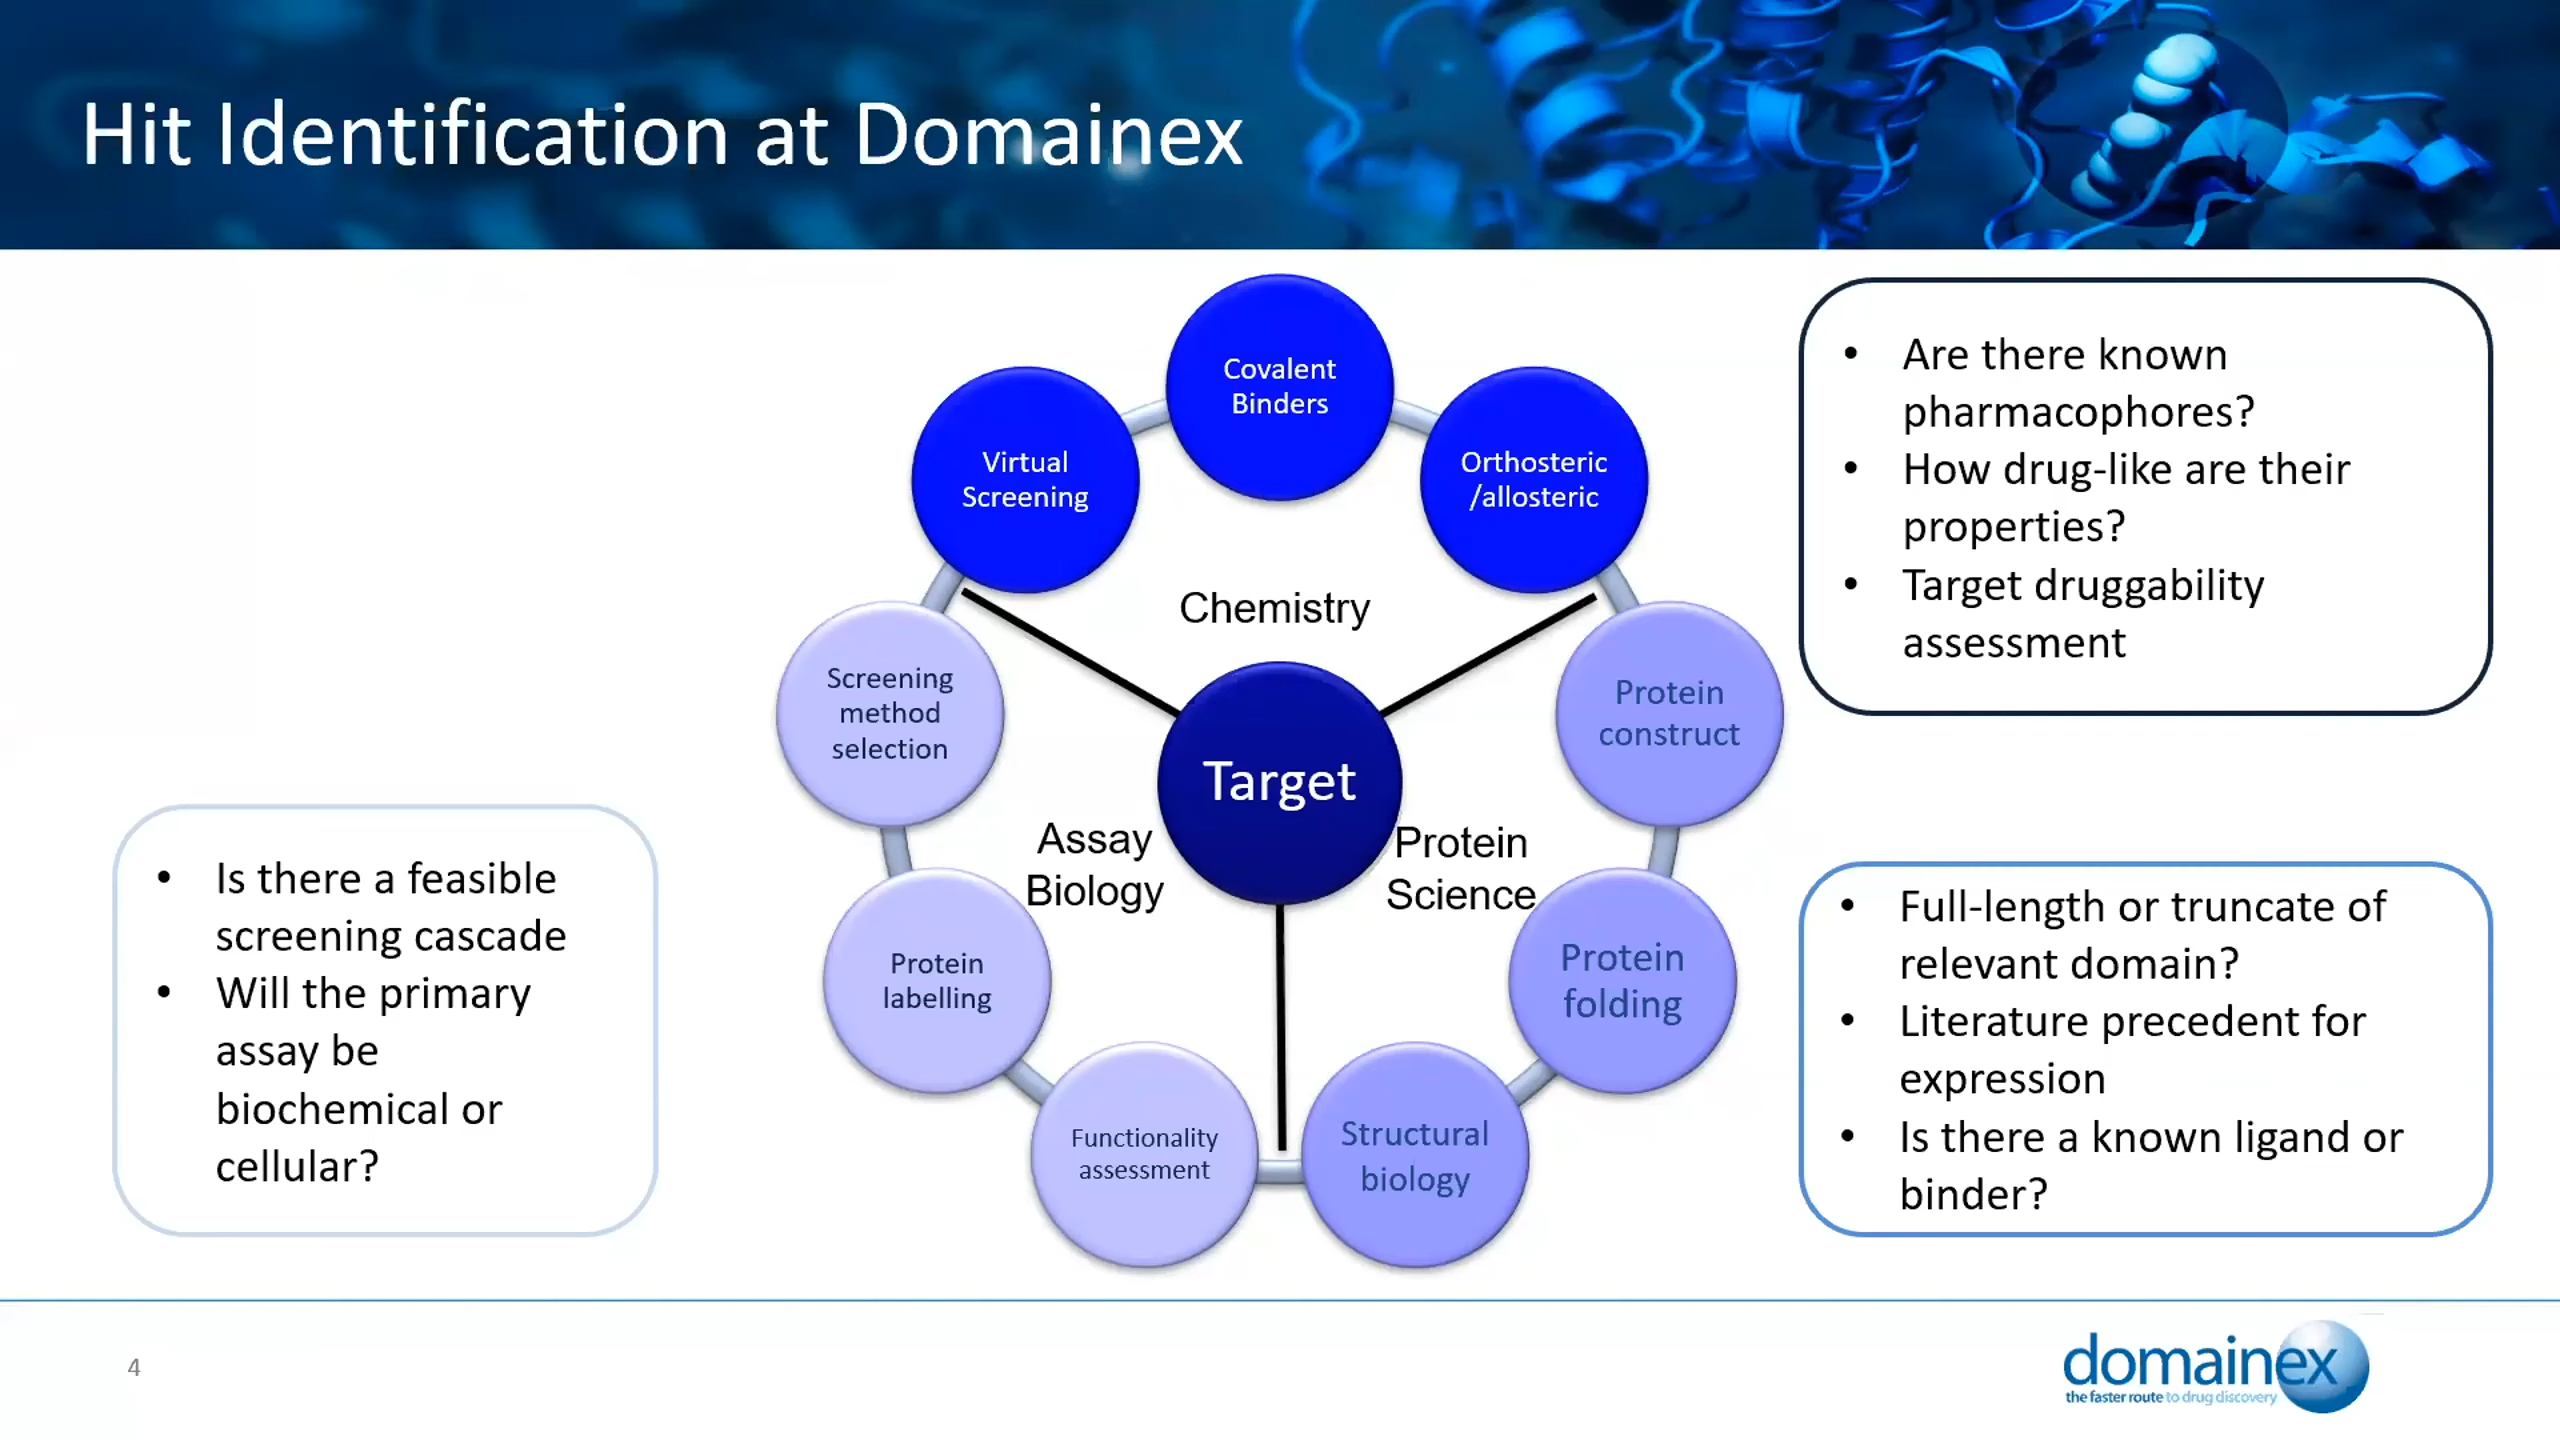 Hit Identification at Domainex
Covalent
Binders
Virtual
Screening
Orthosteric
/allosteric
Chemistry
Screening
method
selection
Protein
construct
Target
Assay
Biology
Protein
Science
Protein
labelling
Protein
folding
Functionality
assessment
Structural
biology
• Are there known
pharmacophores?
• How drug-like are their
properties?
• Target druggability
assessment
• Is there a feasible
screening cascade
• Will the primary
assay be
biochemical or
cellular?
• Full-length or truncate of
relevant domain?
• Literature precedent for
expression
• Is there a known ligand or
binder?
4
domainex
the faster route to drug discovery